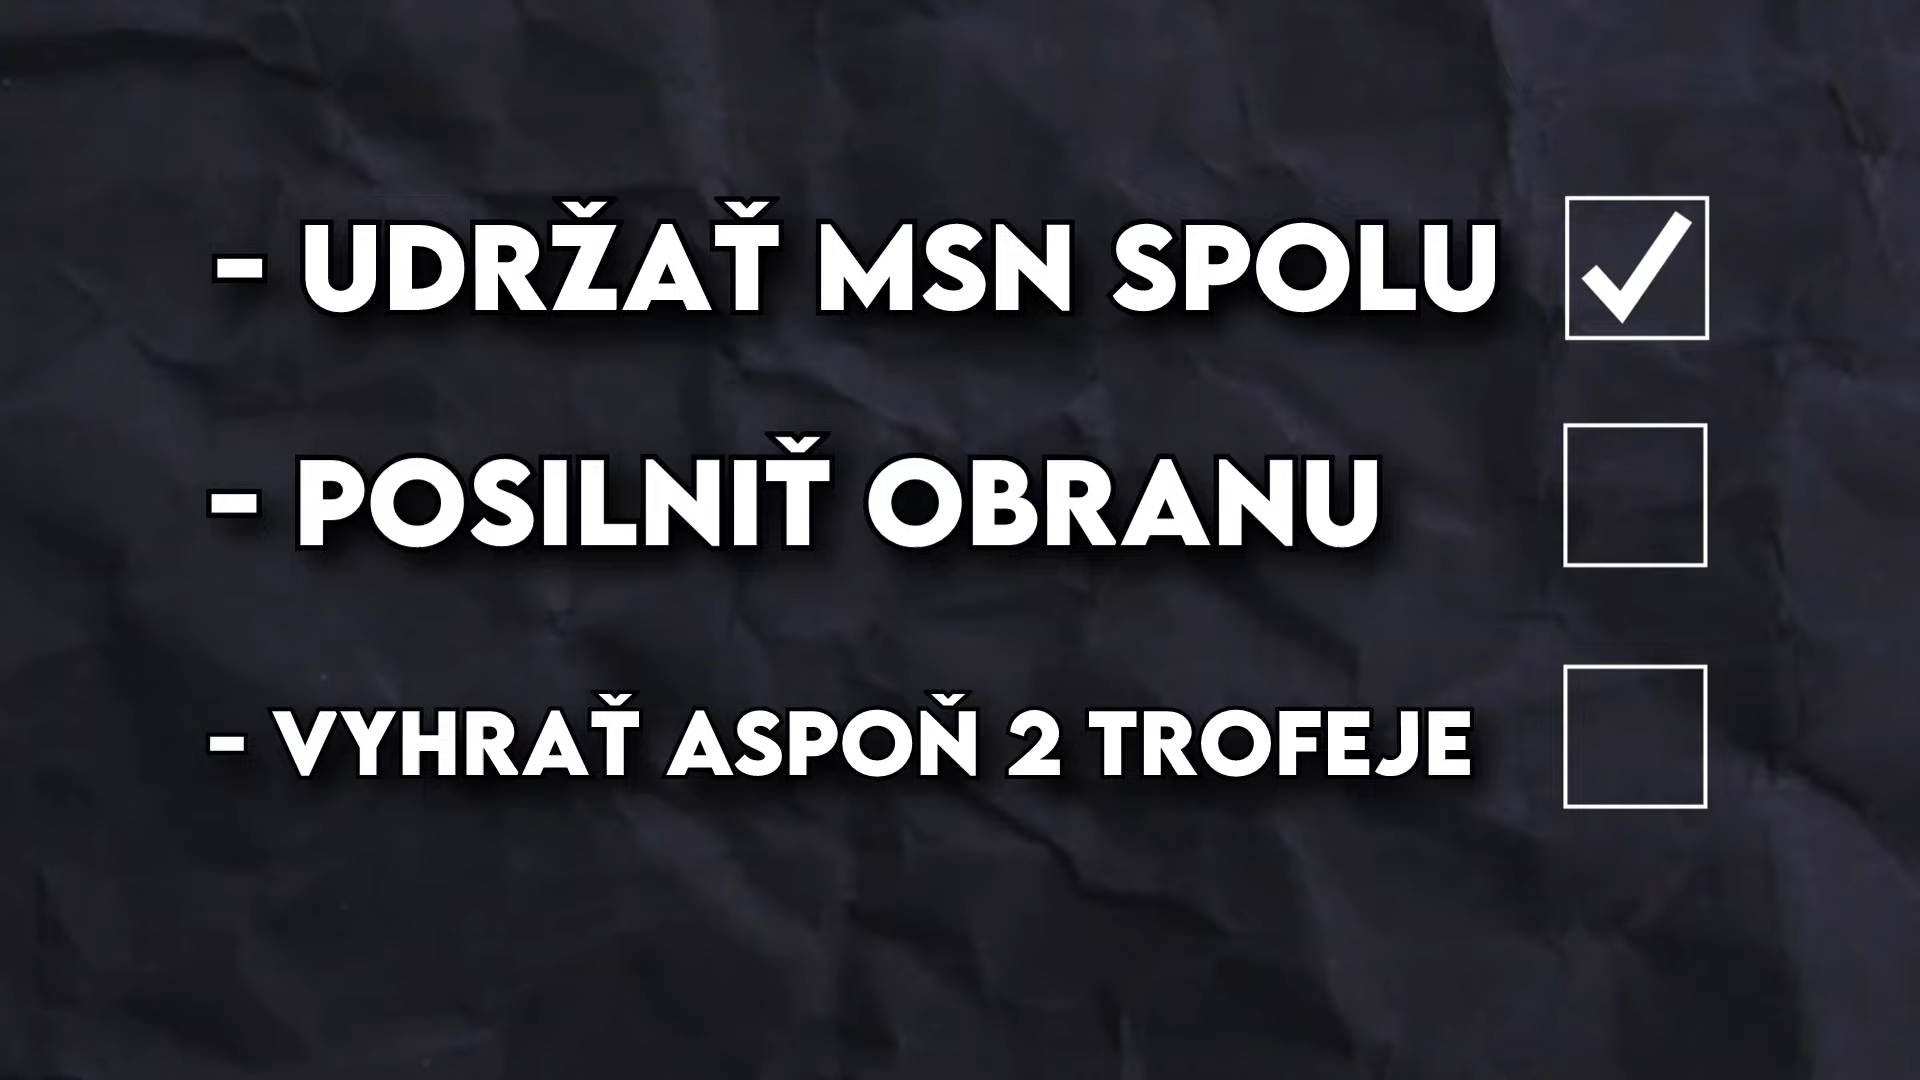 - UDRŽAŤ MSN SPOLU
- POSILNIŤ OBRANU
- VYHRAŤ ASPOŇ 2 TROFEJE